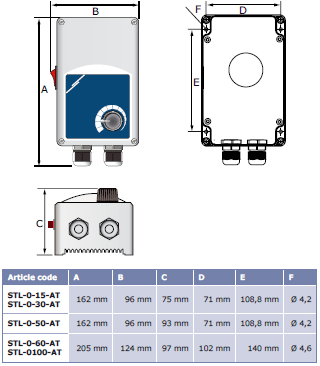 B
F
D
A
E
C
Article code A B C D E F
STL-0-15-AT
STL-0-30-AT
162 mm 96 mm 75 mm 71 mm 108,8 mm Ø 4,2
STL-0-50-AT 162 mm 96 mm 93 mm 71 mm 108,8 mm Ø 4,2
STL-0-60-AT
STL-0100-AT
205 mm 124 mm 97 mm 102 mm 140 mm Ø 4,6